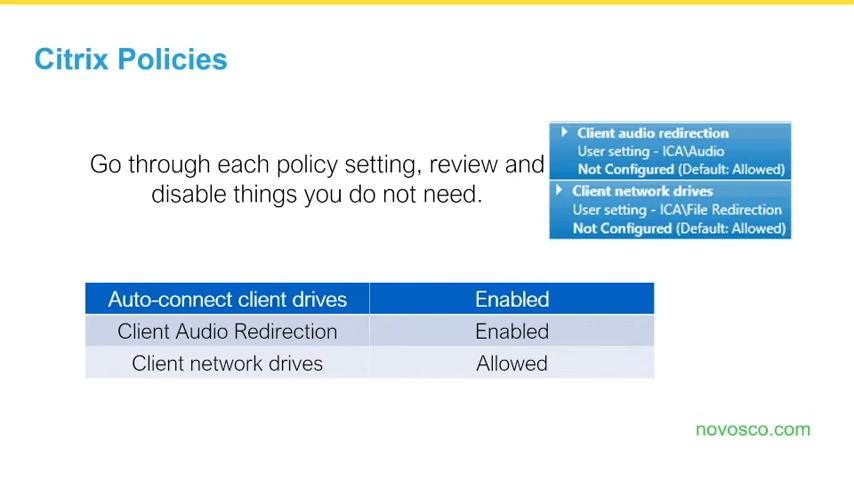 Citrix Policies
Go through each policy setting, review and
disable things you do not need.
Client audio redirection
User setting - ICA\Audio
Not Configured (Default: Allowed)
Client network drives
User setting - ICA\File Redirection
Not Configured (Default: Allowed)
Auto-connect client drives Enabled
Client Audio Redirection Enabled
Client network drives Allowed
novosco.com